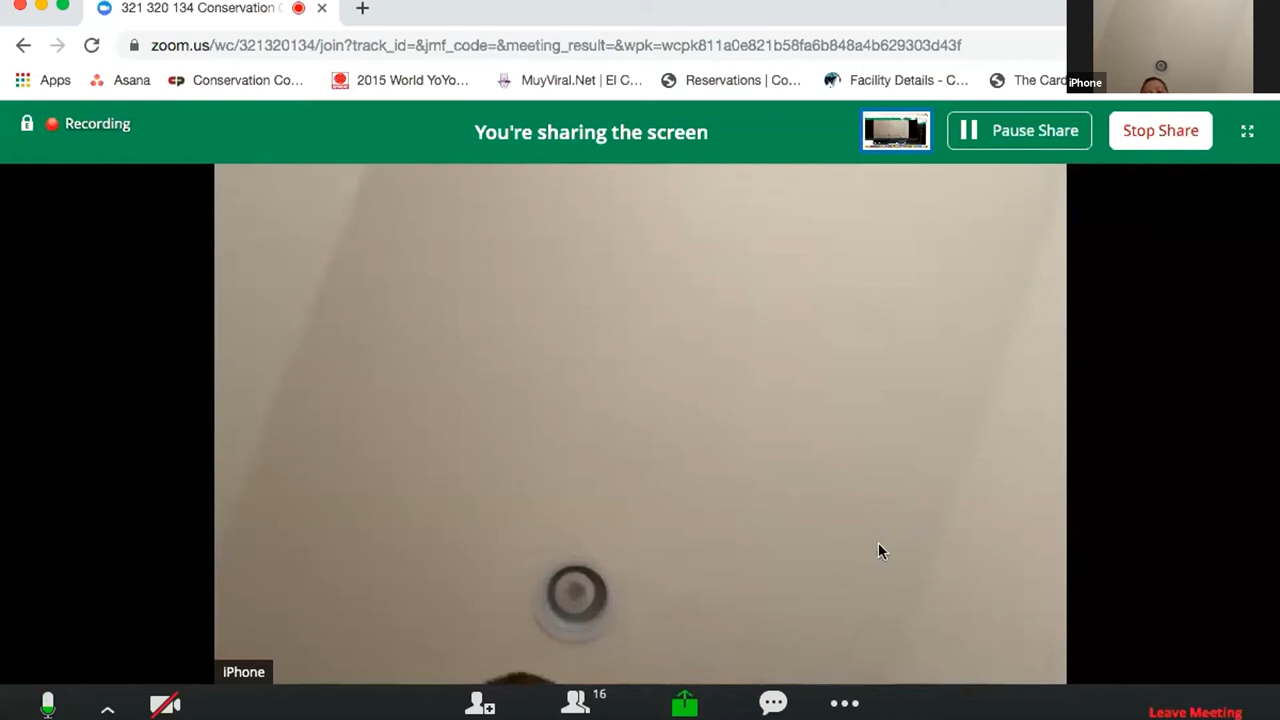 321 320 134 Conservation
zoom.us/wc/321320134/join?track_id=&jmf_code=&meeting_result=&wpk=wcpk811a0e821b58fa6b848a4b629303d43f
Apps Asana Conservation Co... 2015 World YoYo... MuyViral.Net | El C... Reservations | Co... Facility Details - C... The Card
iPhone
Recording You're sharing the screen Pause Share Stop Share
iPhone
16
Leave Meeting